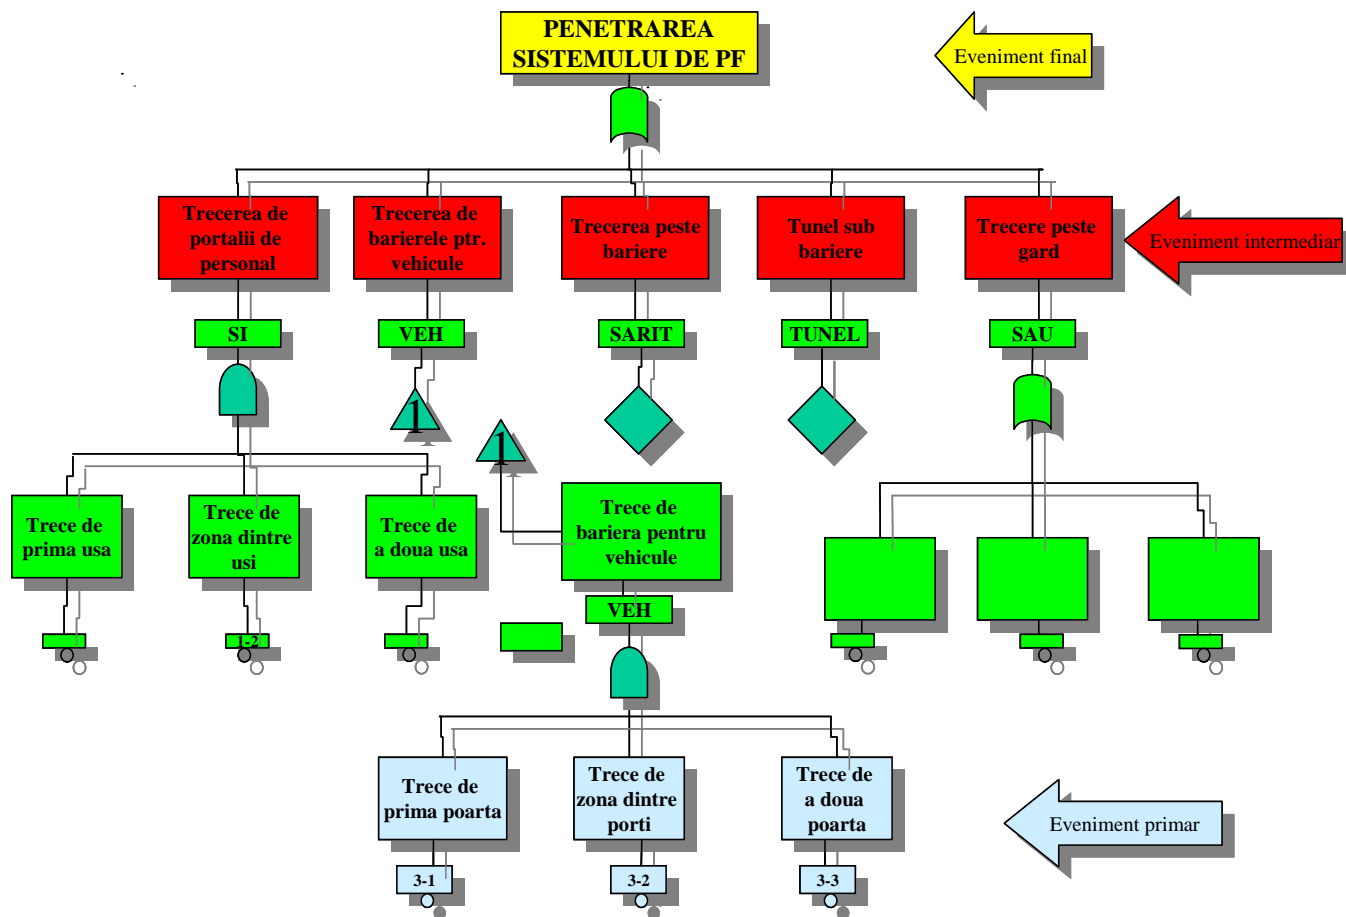 PENETRAREA
SISTEMULUI DE PF
Eveniment final
Trecerea de
portalii de
personal
Trecerea de
barierele ptr.
vehicule
Trecerea peste
bariere
Tunel sub
bariere
Trecere peste
gard
Eveniment intermediar
SI
VEH
SARIT
TUNEL
SAU
1
1
Trece de
prima usa
Trece de
zona dintre
usi
Trece de
a doua usa
Trece de
bariera pentru
vehicule
VEH
1-2
Trece de
prima poarta
Trece de
zona dintre
porti
Trece de
a doua
poarta
Eveniment primar
3-1
3-2
3-3